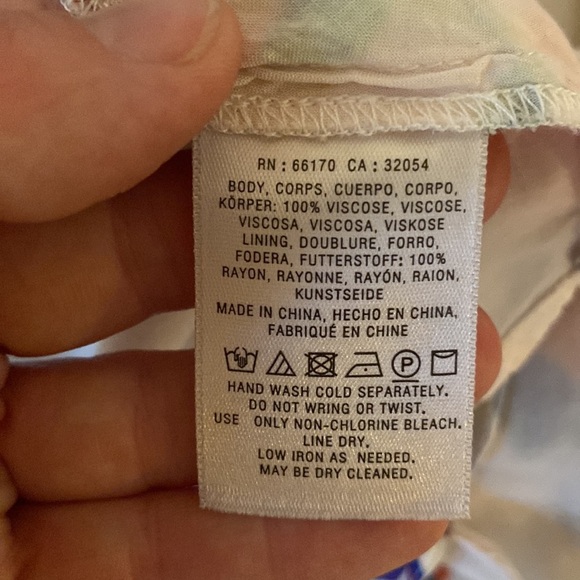 RN : 66170 CA : 32054
BODY, CORPS, CUERPO, CORPO,
KÖRPER: 100% VISCOSE, VISCOSE,
VISCOSA, VISCOSA, VISKOSE
LINING, DOUBLURE, FORRO,
FODERA, FUTTERSTOFF: 100%
RAYON, RAYONNE, RAYÓN, RAION,
KUNSTSEIDE
MADE IN CHINA, HECHO EN CHINA,
FABRIQUÉ EN CHINE
P
HAND WASH COLD SEPARATELY.
DO NOT WRING OR TWIST.
USE ONLY NON-CHLORINE BLEACH.
LINE DRY.
LOW IRON AS NEEDED.
MAY BE DRY CLEANED.